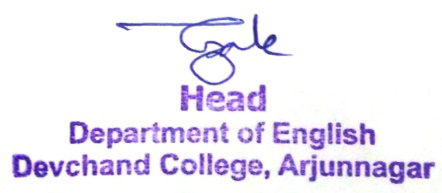 Head
Department of English
Devchand College, Arjunnagar